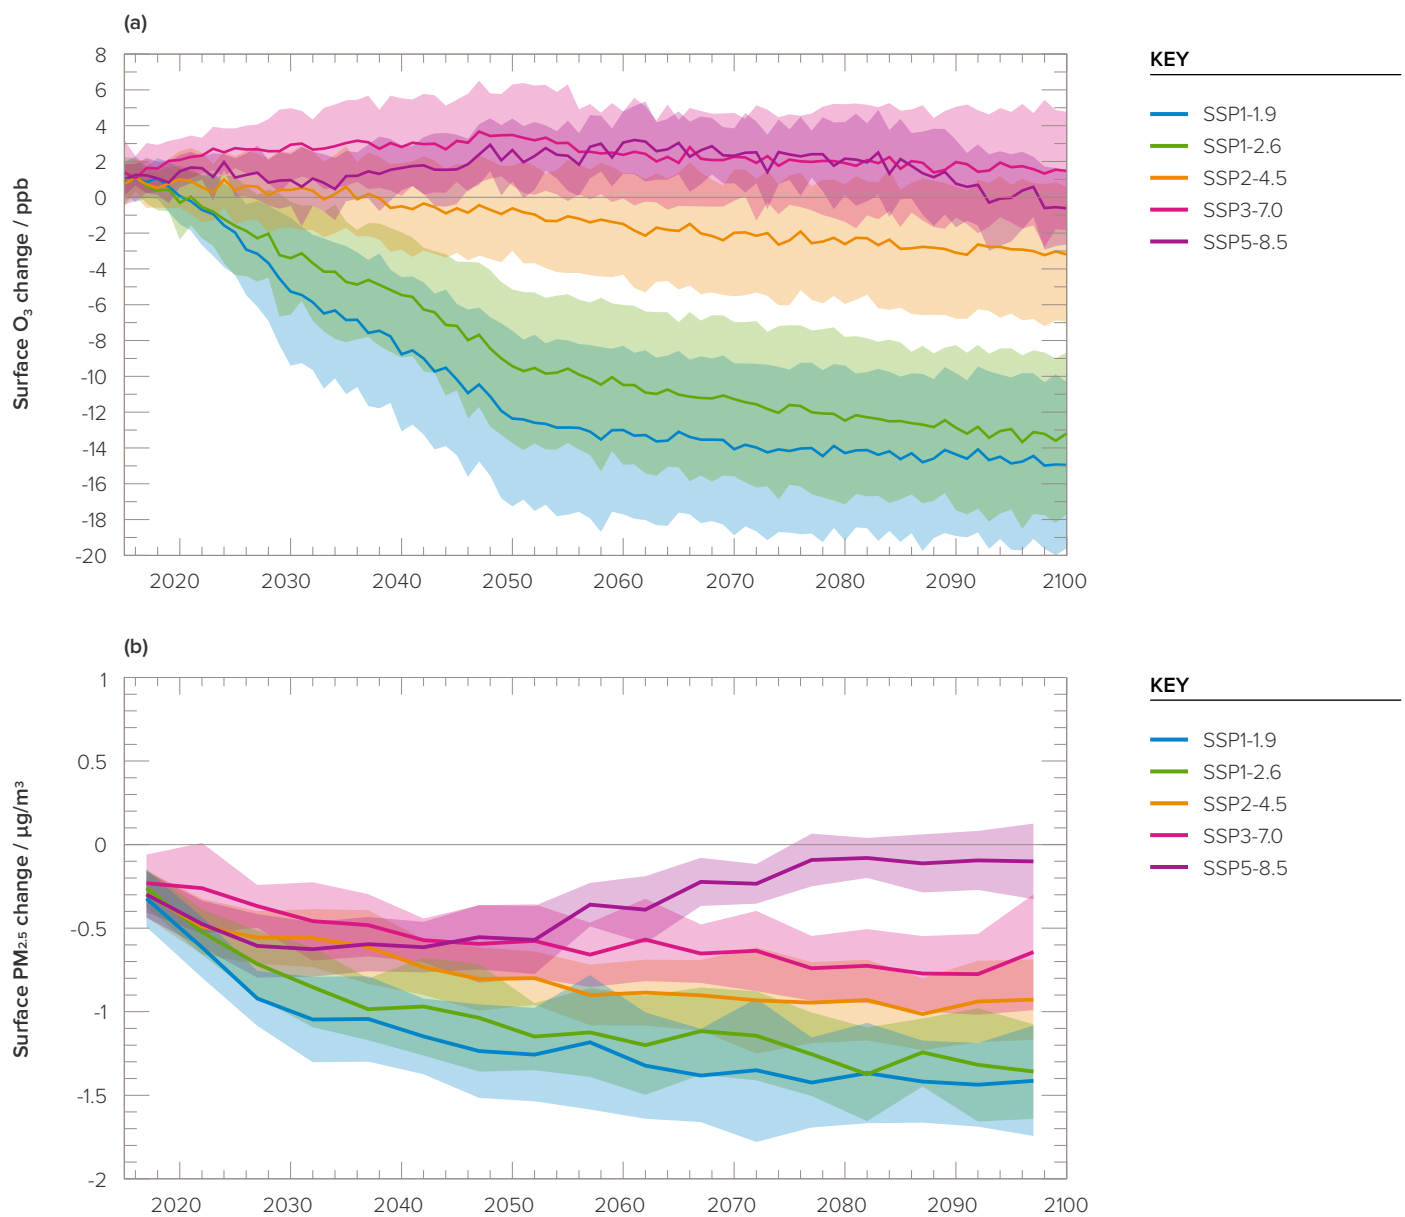 (a)
Surface O₃ change / ppb
8
6
4
2
0
-2
-4
-6
-8
-10
-12
-14
-16
-18
-20
2020 2030 2040 2050 2060 2070 2080 2090 2100
KEY
SSP1-1.9
SSP1-2.6
SSP2-4.5
SSP3-7.0
SSP5-8.5
(b)
Surface PM₂.₅ change / µg/m³
1
0.5
0
-0.5
-1
-1.5
-2
2020 2030 2040 2050 2060 2070 2080 2090 2100
KEY
SSP1-1.9
SSP1-2.6
SSP2-4.5
SSP3-7.0
SSP5-8.5